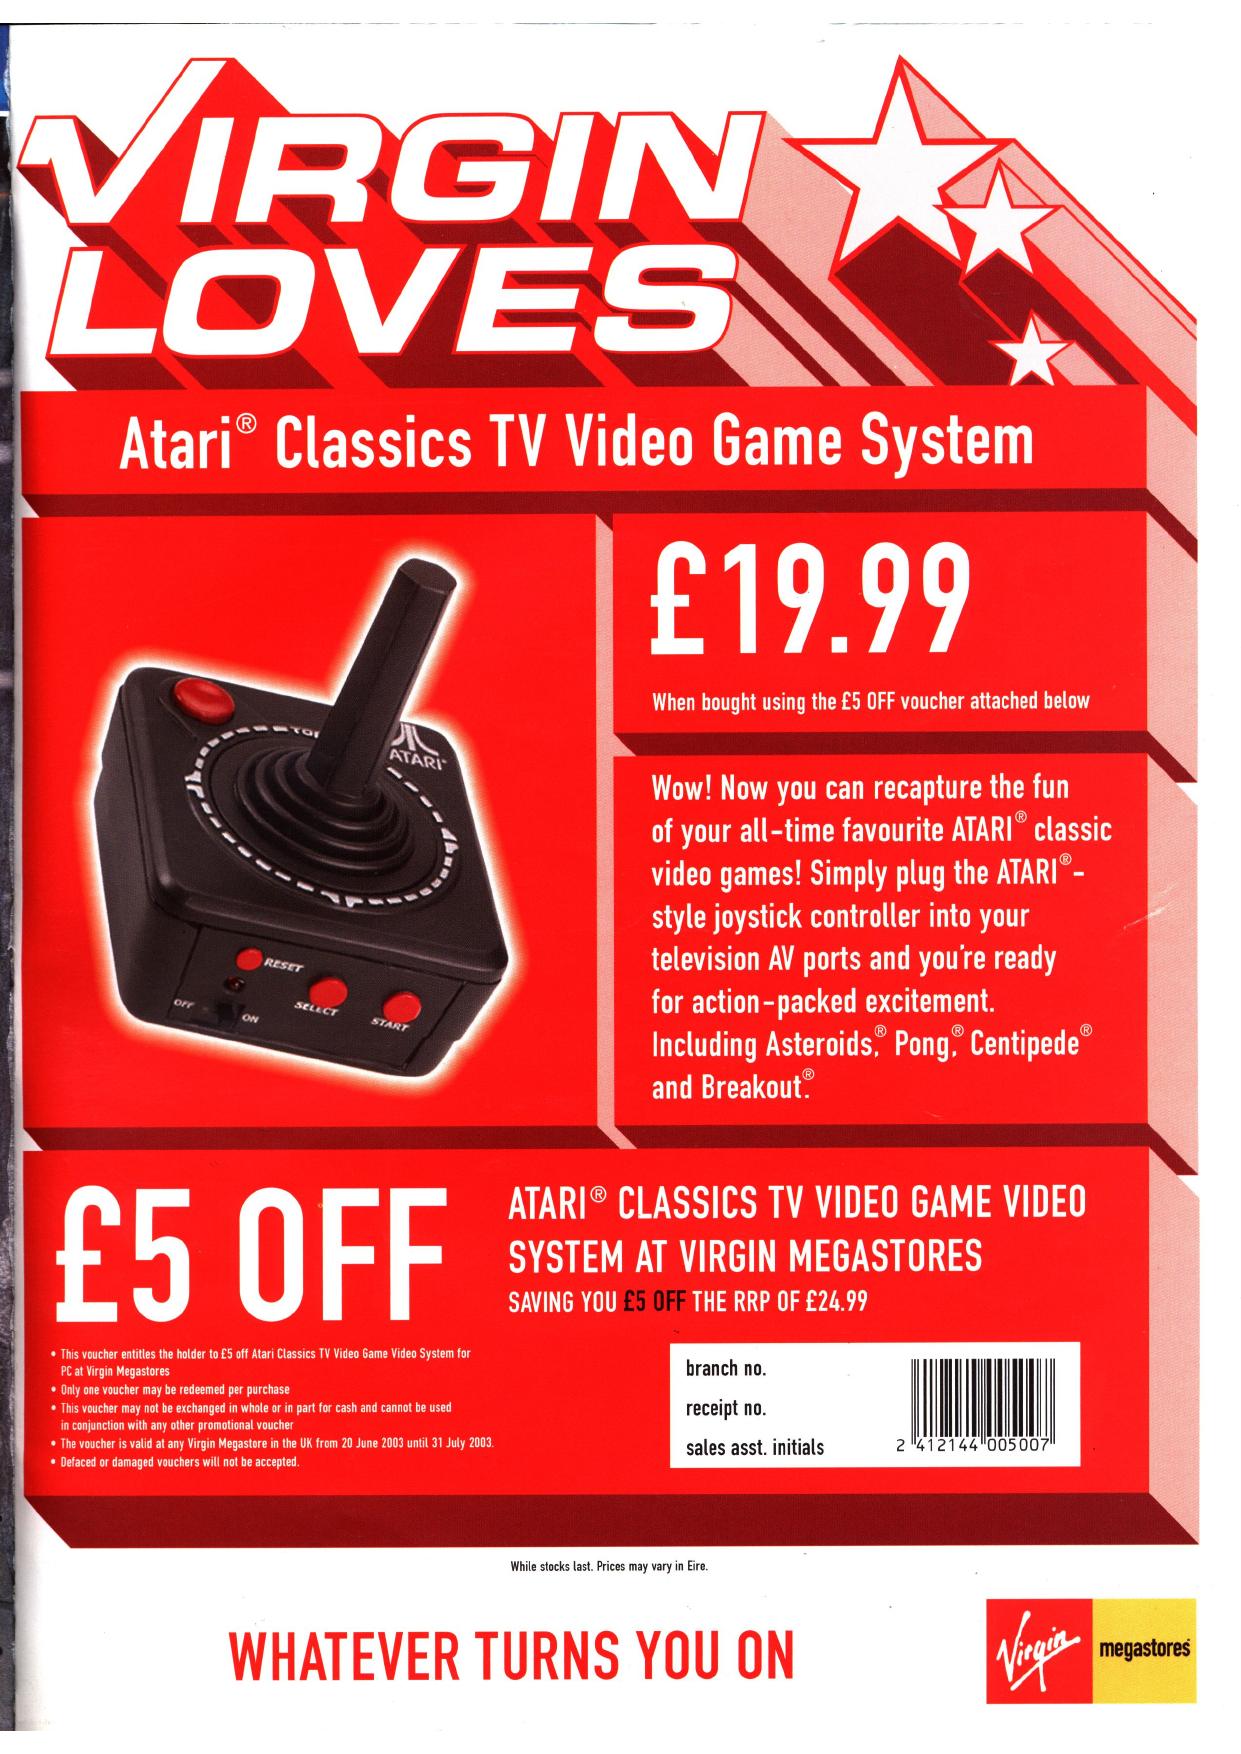 VIRGIN
LOVES
Atari® Classics TV Video Game System
£19.99
When bought using the £5 OFF voucher attached below
TOP
ATARI™
RESET
OFF
ON
SELECT
START
Wow! Now you can recapture the fun
of your all-time favourite ATARI® classic
video games! Simply plug the ATARI®-
style joystick controller into your
television AV ports and you're ready
for action-packed excitement.
Including Asteroids,® Pong,® Centipede®
and Breakout.®
£5 OFF
ATARI® CLASSICS TV VIDEO GAME VIDEO
SYSTEM AT VIRGIN MEGASTORES
SAVING YOU £5 OFF THE RRP OF £24.99
• This voucher entitles the holder to £5 off Atari Classics TV Video Game Video System for
PC at Virgin Megastores
• Only one voucher may be redeemed per purchase
• This voucher may not be exchanged in whole or in part for cash and cannot be used
in conjunction with any other promotional voucher
• The voucher is valid at any Virgin Megastore in the UK from 20 June 2003 until 31 July 2003.
• Defaced or damaged vouchers will not be accepted.
branch no.
receipt no.
sales asst. initials
2 412144 005007
While stocks last. Prices may vary in Eire.
WHATEVER TURNS YOU ON
Virgin megastores